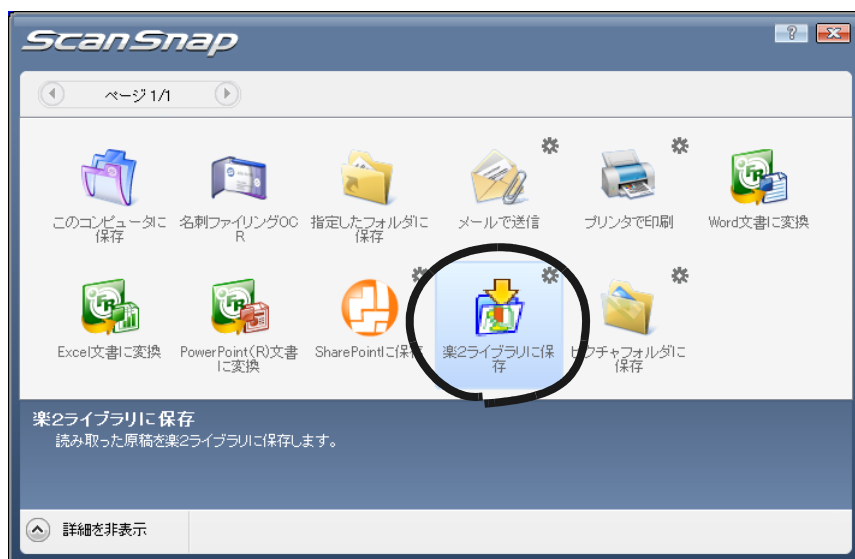 ScanSnap
?
ページ 1/1
このコンピュータに
保存
名刺ファイリングOC
R
指定したフォルダに
保存
メールで送信
プリンタで印刷
Word文書に変換
Excel文書に変換
PowerPoint(R)文書
に変換
SharePointに保存
楽2ライブラリに保
存
ピクチャフォルダに
保存
楽2ライブラリに保存
読み取った原稿を楽2ライブラリに保存します。
詳細を非表示